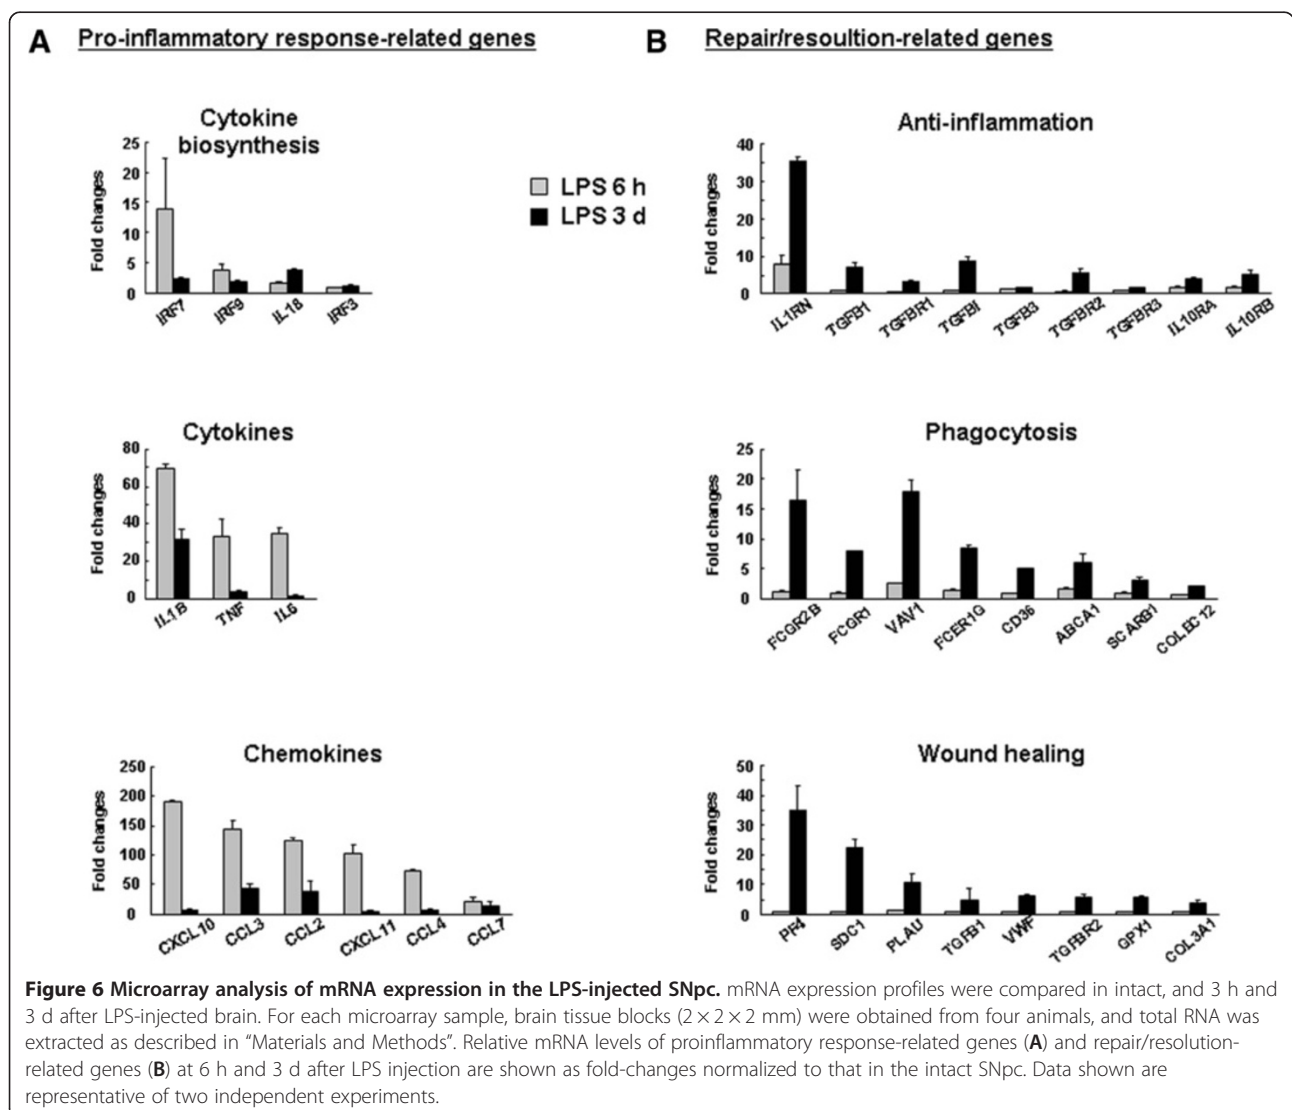 A Pro-inflammatory response-related genes
B Repair/resoultion-related genes
Cytokine
biosynthesis
Fold changes
25
20
15
10
5
0
IRF7 IRF9 IL18 IRF3
LPS 6 h
LPS 3 d
Cytokines
Fold changes
80
60
40
20
0
IL1B TNF IL6
Chemokines
Fold changes
250
200
150
100
50
0
CXCL10 CCL3 CCL2 CXCL11 CCL4 CCL7
Anti-inflammation
Fold changes
40
30
20
10
0
IL1RN TGFB1 TGFBR1 TGFBI TGFB3 TGFBR2 TGFBR3 IL10RA IL10RB
Phagocytosis
Fold changes
25
20
15
10
5
0
FCGR2B FCGR1 VAV1 FCER1G CD36 ABCA1 SCARB1 COLEC12
Wound healing
Fold changes
50
40
30
20
10
0
PF4 SDC1 PLAU TGFB1 VWF TGFBR2 GPX1 COL3A1
Figure 6 Microarray analysis of mRNA expression in the LPS-injected SNpc. mRNA expression profiles were compared in intact, and 3 h and
3 d after LPS-injected brain. For each microarray sample, brain tissue blocks (2 × 2 × 2 mm) were obtained from four animals, and total RNA was
extracted as described in “Materials and Methods”. Relative mRNA levels of proinflammatory response-related genes (A) and repair/resolution-
related genes (B) at 6 h and 3 d after LPS injection are shown as fold-changes normalized to that in the intact SNpc. Data shown are
representative of two independent experiments.